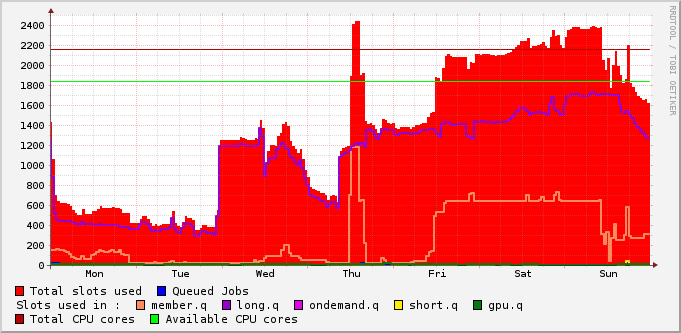 RRDTOOL / TOBI OETIKER
2400
2200
2000
1800
1600
1400
1200
1000
800
600
400
200
0
Mon Tue Wed Thu Fri Sat Sun
Total slots used Queued Jobs
Slots used in : member.q long.q ondemand.q short.q gpu.q
Total CPU cores Available CPU cores